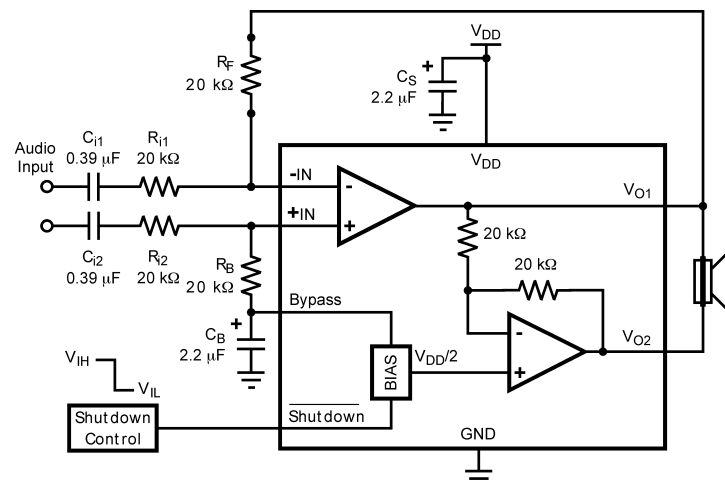 V_DD
R_F
20 kΩ
C_S
2.2 µF
Audio
Input
C_i1
0.39 µF
R_i1
20 kΩ
V_DD
-IN
-
V_O1
+IN
+
C_i2
0.39 µF
R_i2
20 kΩ
R_B
20 kΩ
20 kΩ
20 kΩ
Bypass
C_B
2.2 µF
V_O2
-
+
V_DD/2
BIAS
V_IH
V_IL
Shutdown
Shutdown
Control
GND
+
+